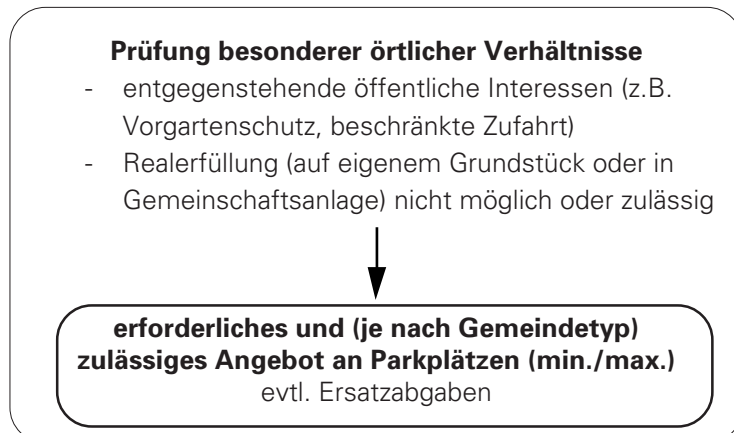 Prüfung besonderer örtlicher Verhältnisse
- entgegenstehende öffentliche Interessen (z.B.
Vorgartenschutz, beschränkte Zufahrt)
- Realerfüllung (auf eigenem Grundstück oder in
Gemeinschaftsanlage) nicht möglich oder zulässig
erforderliches und (je nach Gemeindetyp)
zulässiges Angebot an Parkplätzen (min./max.)
evtl. Ersatzabgaben